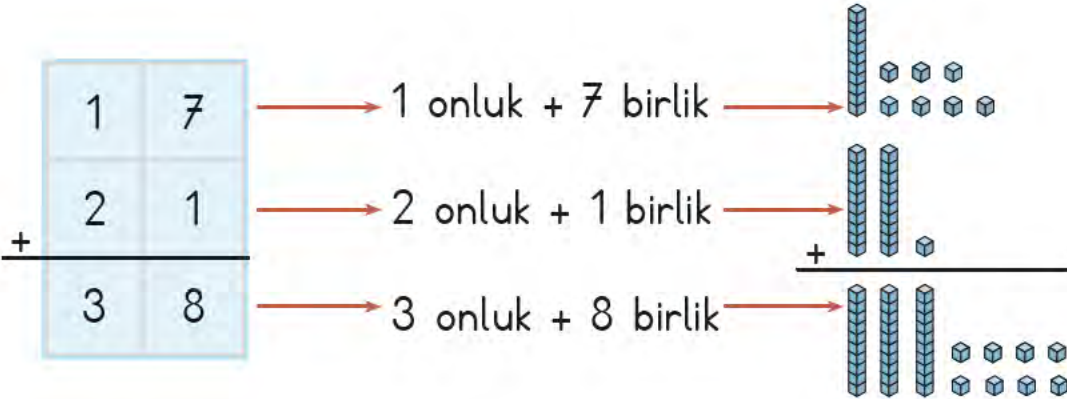 1 7 1 onluk + 7 birlik
2 1 2 onluk + 1 birlik
+ +
3 8 3 onluk + 8 birlik